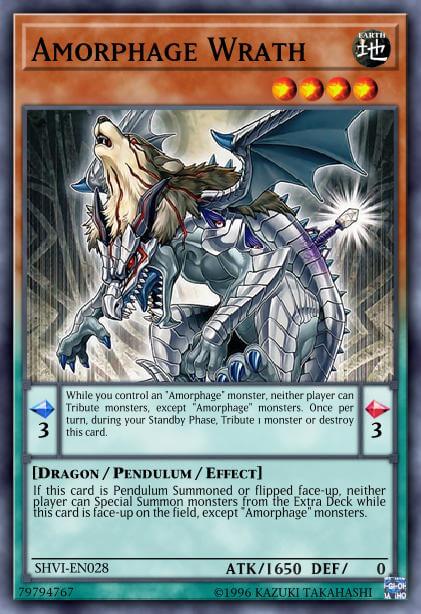 AMORPHAGE WRATH
EARTH
地
While you control an "Amorphage" monster, neither player can
Tribute monsters, except "Amorphage" monsters. Once per
turn, during your Standby Phase, Tribute 1 monster or destroy
this card.
3
3
[DRAGON / PENDULUM / EFFECT]
If this card is Pendulum Summoned or flipped face-up, neither
player can Special Summon monsters from the Extra Deck while
this card is face-up on the field, except "Amorphage" monsters.
SHVI-EN028
ATK/1650 DEF/ 0
79794767
©1996 KAZUKI TAKAHASHI